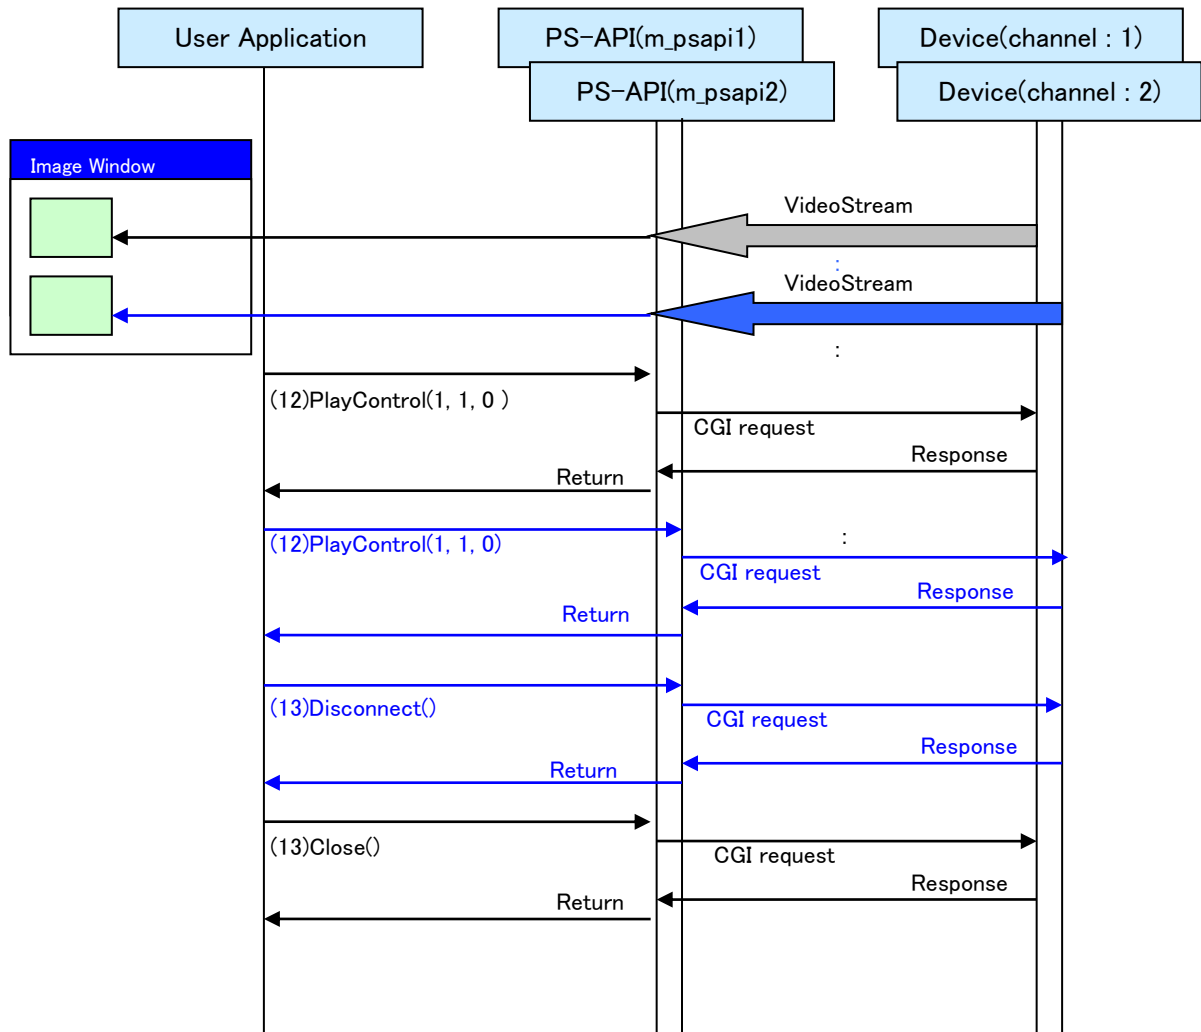 User Application
PS-API(m_psapi1)
Device(channel : 1)
PS-API(m_psapi2)
Device(channel : 2)
Image Window
VideoStream
:
VideoStream
:
(12)PlayControl(1, 1, 0 )
CGI request
Response
Return
(12)PlayControl(1, 1, 0)
:
CGI request
Response
Return
(13)Disconnect()
CGI request
Response
Return
(13)Close()
CGI request
Response
Return